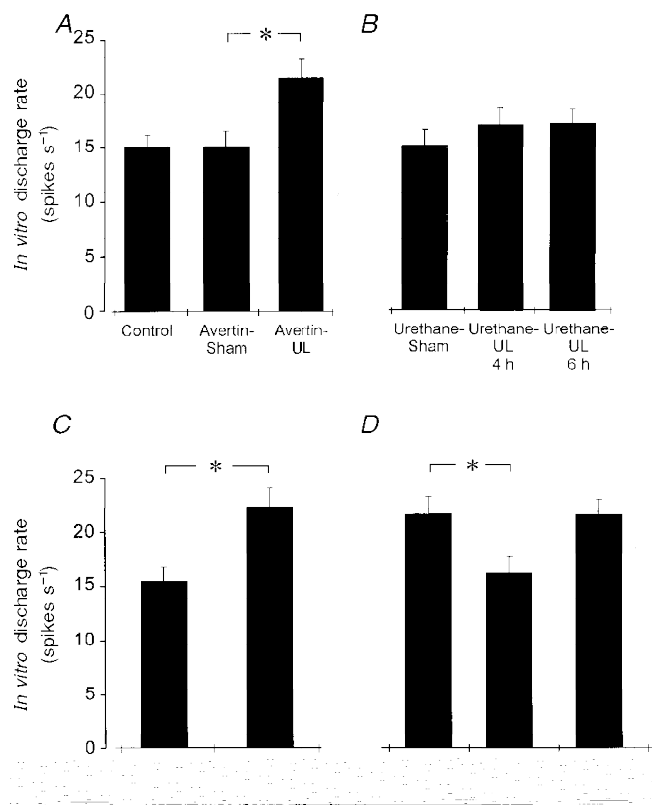 A
B
*
25
20
15
10
5
0
In vitro discharge rate
(spikes s⁻¹)
Control
Avertin-
Sham
Avertin-
UL
Urethane-
Sham
Urethane-
UL
4 h
Urethane-
UL
6 h
C
D
*
*
25
20
15
10
5
0
In vitro discharge rate
(spikes s⁻¹)